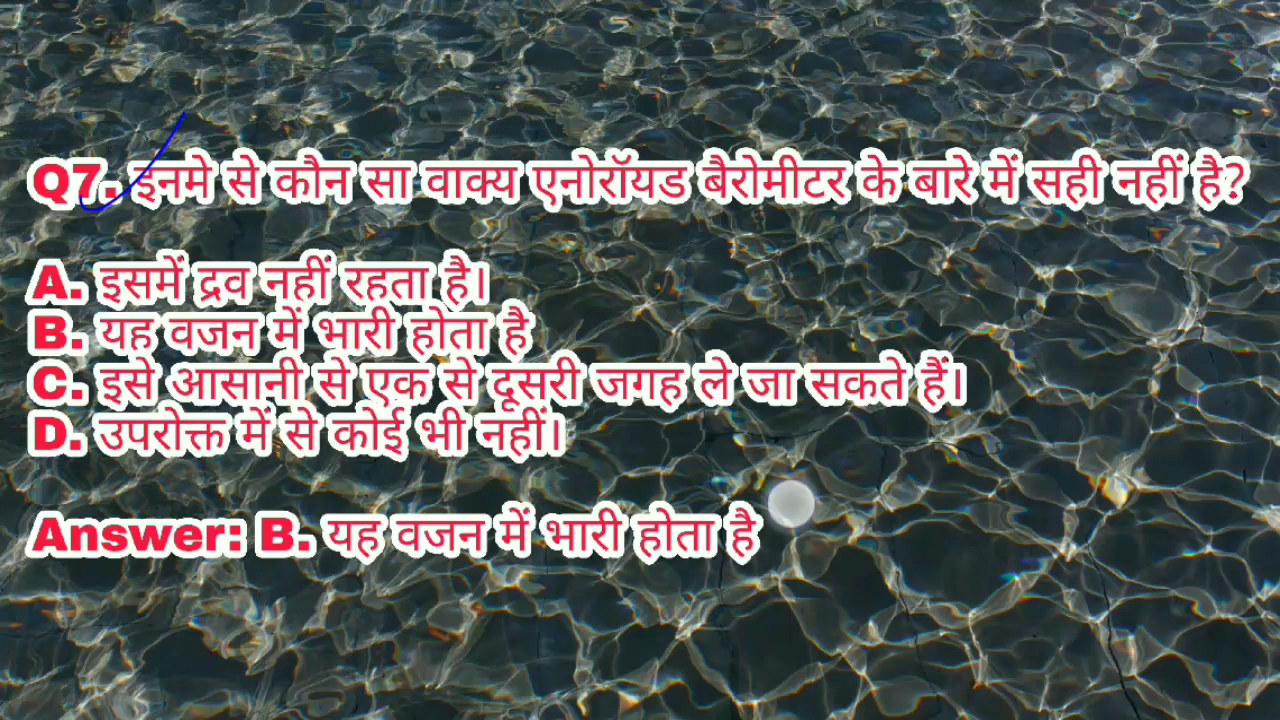 Q7. इनमे से कौन सा वाक्य एनोरॉयड बैरोमीटर के बारे में सही नहीं है?
A. इसमें द्रव नहीं रहता है।
B. यह वजन में भारी होता है
C. इसे आसानी से एक से दूसरी जगह ले जा सकते हैं।
D. उपरोक्त में से कोई भी नहीं।
Answer: B. यह वजन में भारी होता है